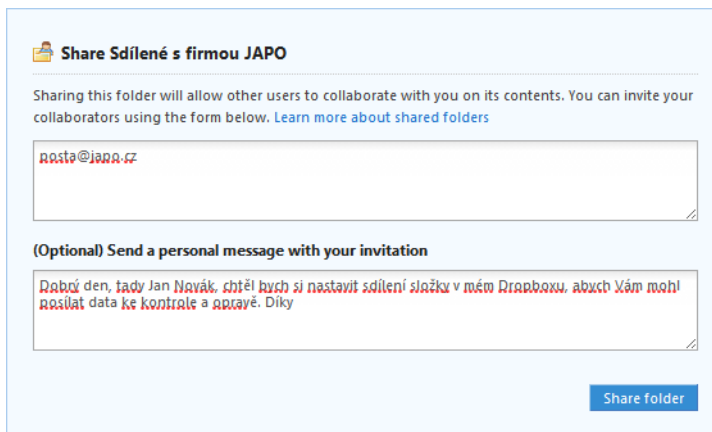 Share Sdílené s firmou JAPO
Sharing this folder will allow other users to collaborate with you on its contents. You can invite your
collaborators using the form below. Learn more about shared folders
posta@japo.cz
(Optional) Send a personal message with your invitation
Dobrý den, tady Jan Novák, chtěl bych si nastavit sdílení složky v mém Dropboxu, abych Vám mohl
posílat data ke kontrole a opravě. Díky
Share folder